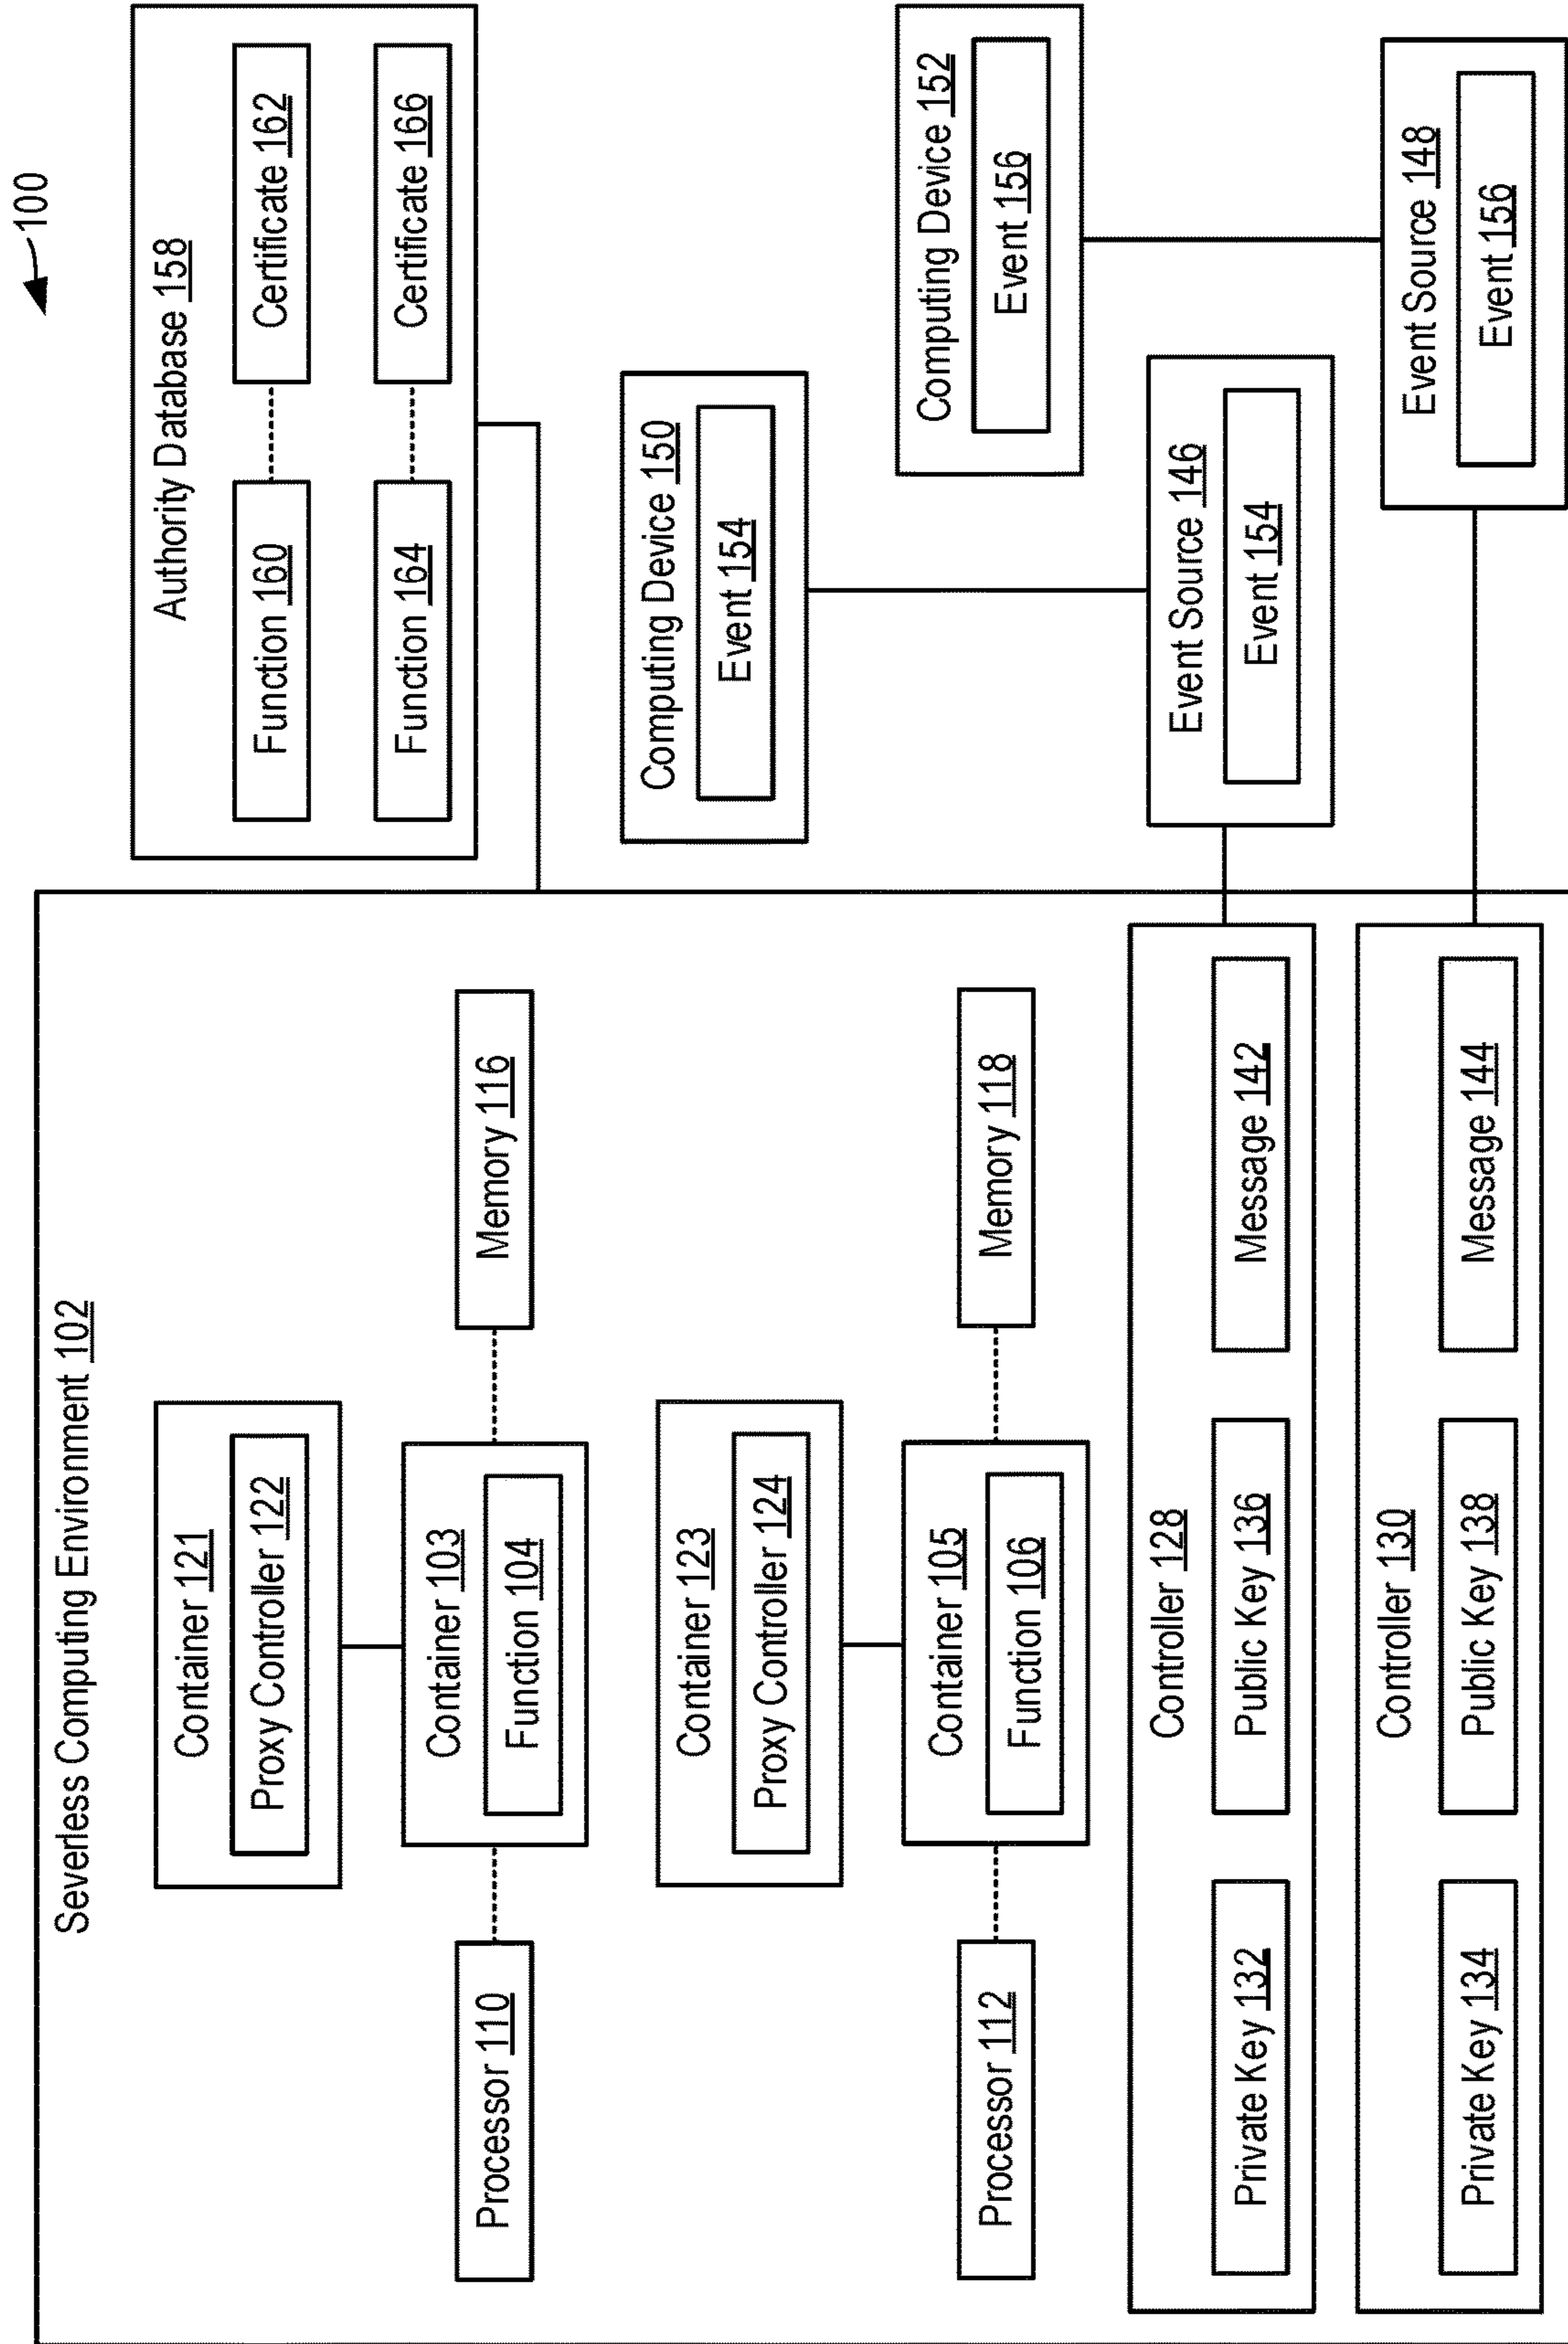 100
Severless Computing Environment 102
Container 121
Proxy Controller 122
Processor 110
Container 103
Function 104
Memory 116
Container 123
Proxy Controller 124
Processor 112
Container 105
Function 106
Memory 118
Controller 128
Private Key 132
Public Key 136
Message 142
Controller 130
Private Key 134
Public Key 138
Message 144
Authority Database 158
Function 160
Certificate 162
Function 164
Certificate 166
Computing Device 150
Event 154
Computing Device 152
Event 156
Event Source 146
Event 154
Event Source 148
Event 156